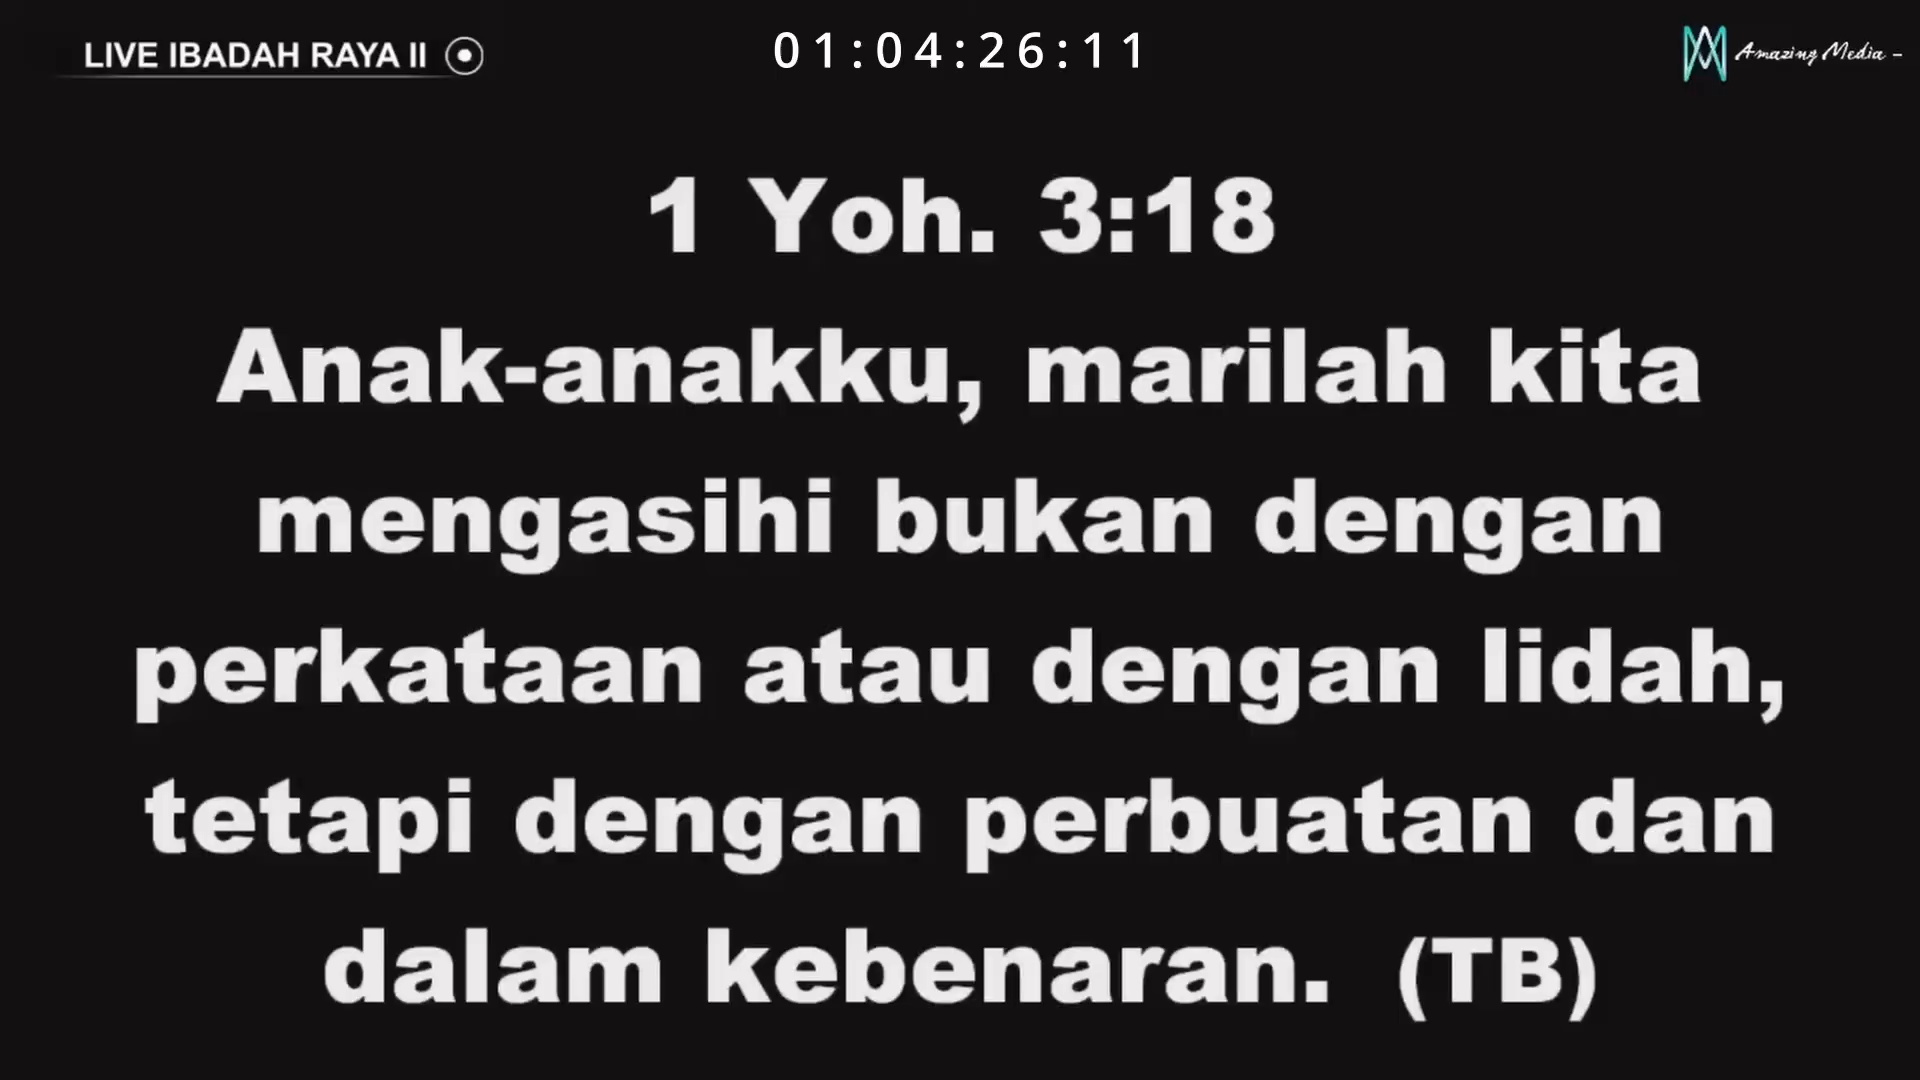 LIVE IBADAH RAYA II
01:04:26:11
Amazing Media -
1 Yoh. 3:18
Anak-anakku, marilah kita
mengasihi bukan dengan
perkataan atau dengan lidah,
tetapi dengan perbuatan dan
dalam kebenaran. (TB)